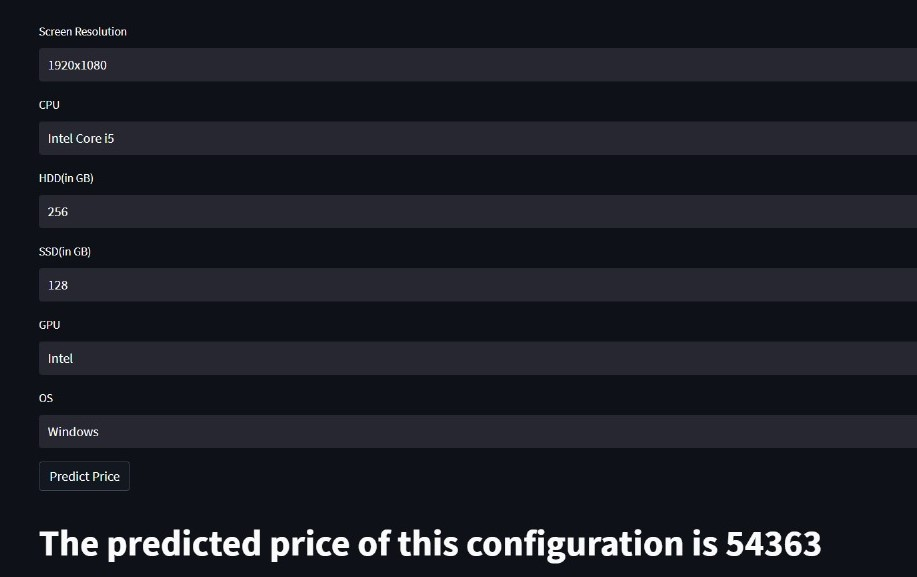 Screen Resolution
1920x1080
CPU
Intel Core i5
HDD(in GB)
256
SSD(in GB)
128
GPU
Intel
OS
Windows
Predict Price
The predicted price of this configuration is 54363